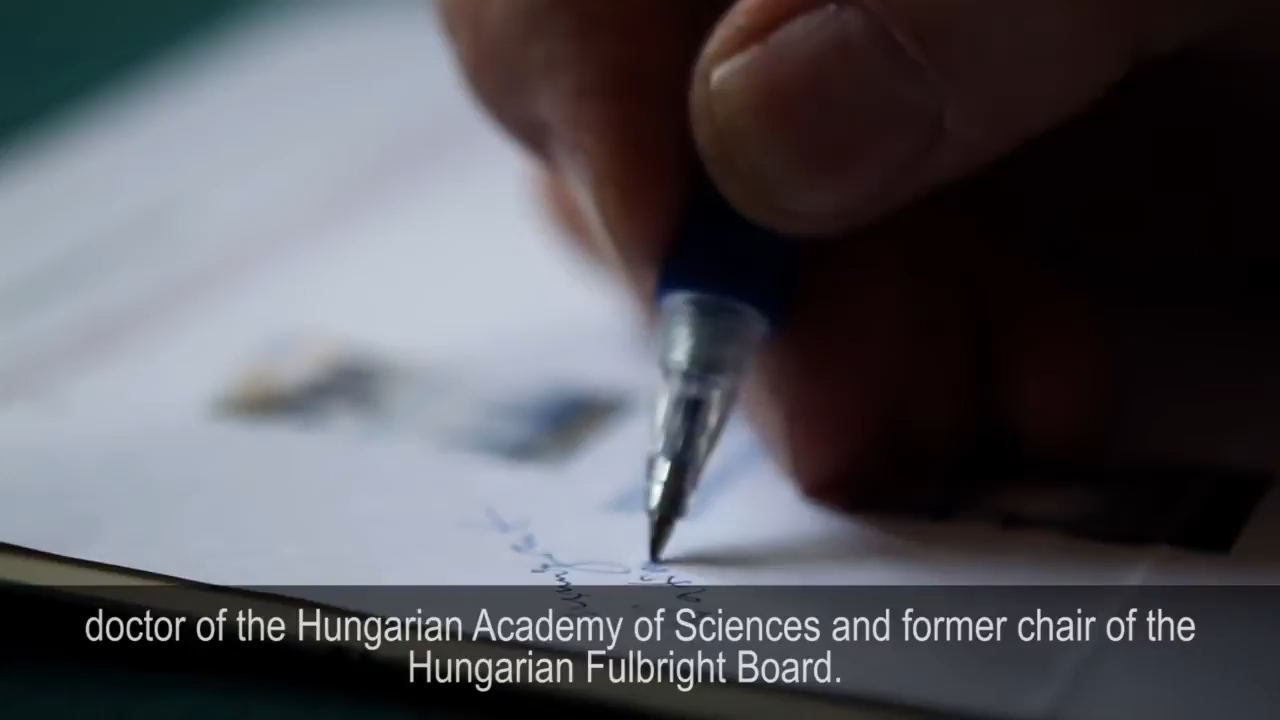 doctor of the Hungarian Academy of Sciences and former chair of the
Hungarian Fulbright Board.